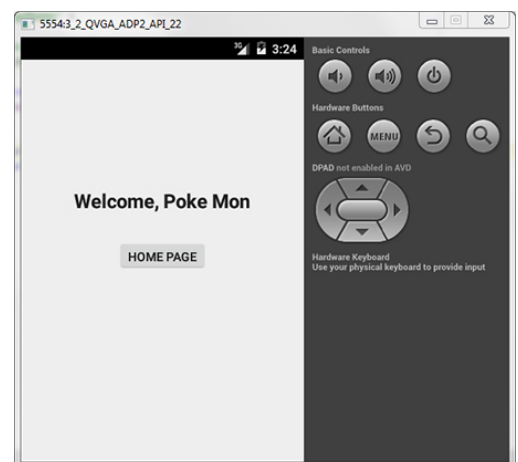 5554:3_2_QVGA_ADP2_API_22
3G 3:24
Welcome, Poke Mon
HOME PAGE
Basic Controls
Hardware Buttons
MENU
DPAD not enabled in AVD
Hardware Keyboard
Use your physical keyboard to provide input